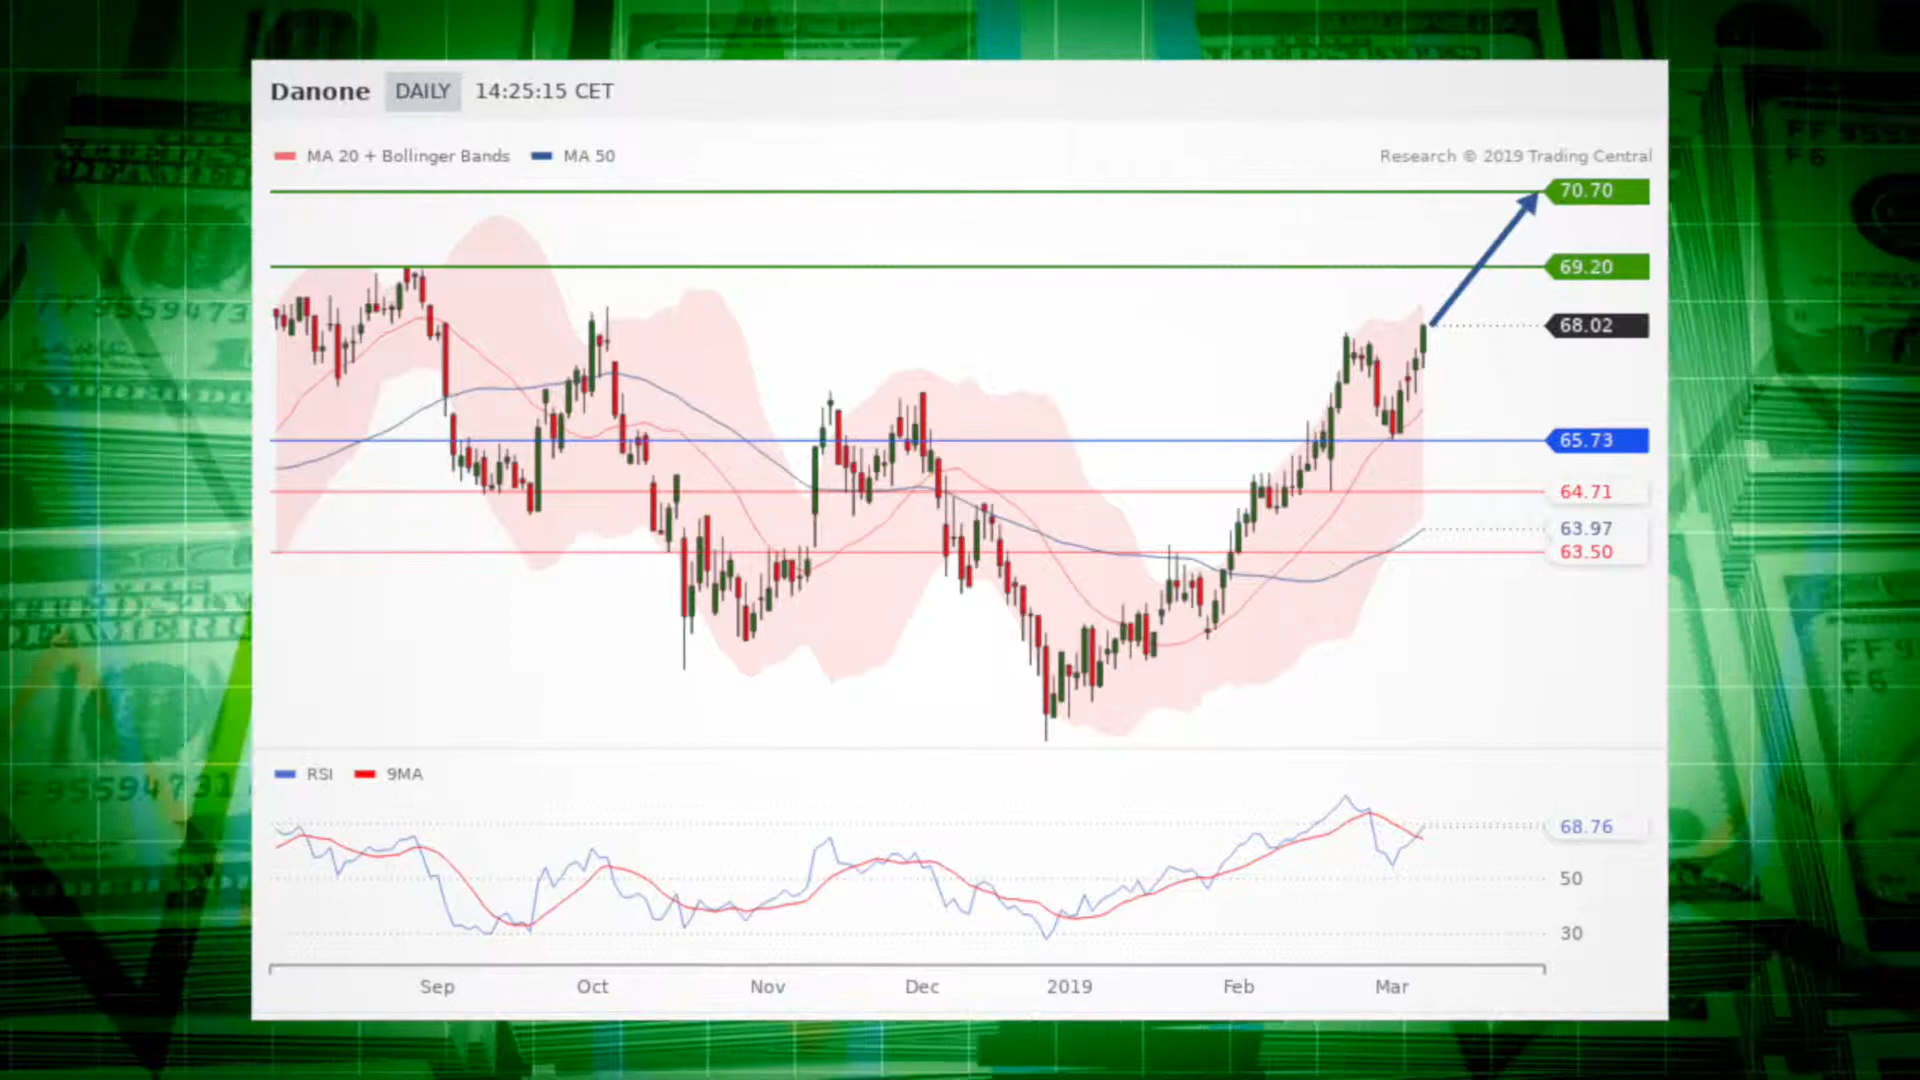 Danone DAILY 14:25:15 CET
MA 20 + Bollinger Bands MA 50 Research © 2019 Trading Central
70.70
69.20
68.02
65.73
64.71
63.97
63.50
RSI 9MA
68.76
50
30
Sep Oct Nov Dec 2019 Feb Mar